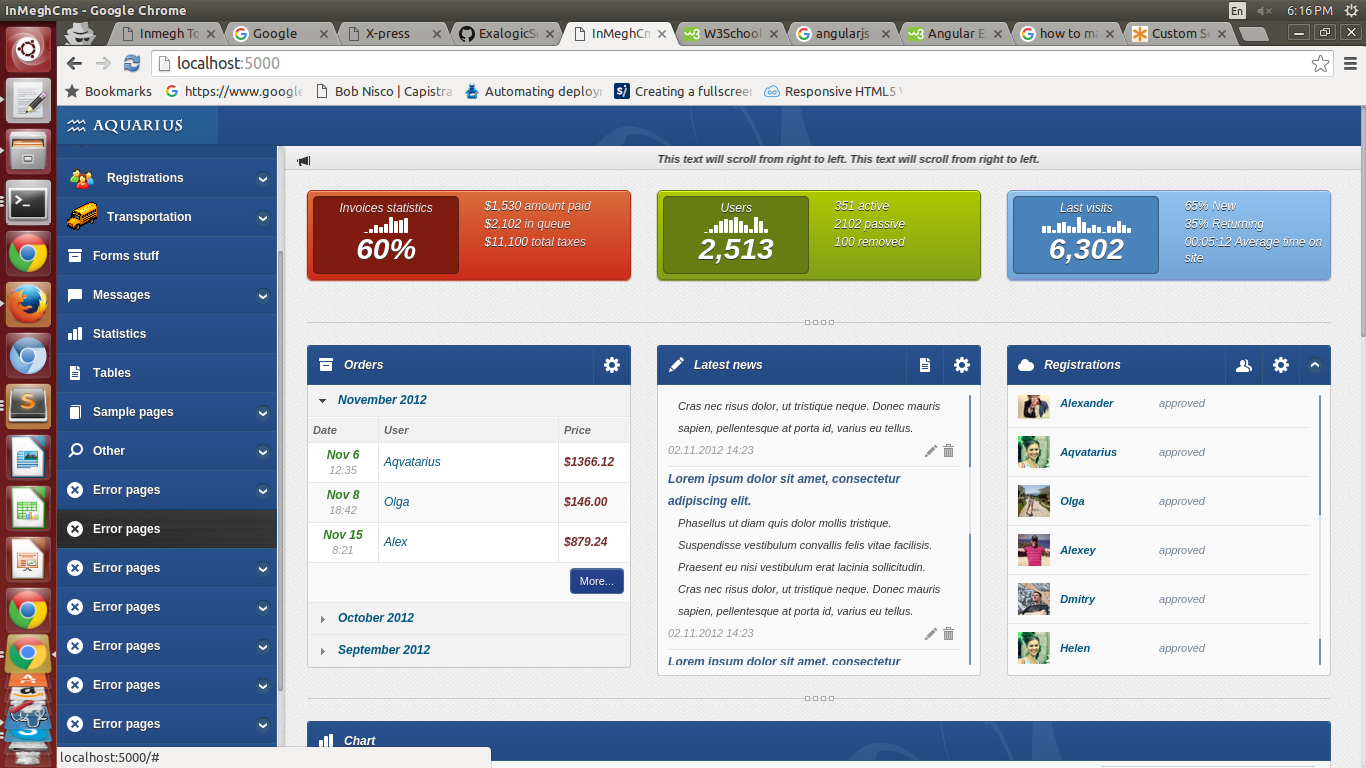 InMeghCms - Google Chrome
En
6:16 PM
Inmegh To
Google
X-press
ExalogicS
InMeghCm
W3School
angularjs
Angular E
how to ma
Custom Sc
localhost:5000
Bookmarks
https://www.google
Bob Nisco | Capistra
Automating deploy
Creating a fullscreen
Responsive HTML5
AQUARIUS
This text will scroll from right to left. This text will scroll from right to left.
Registrations
Transportation
Forms stuff
Messages
Statistics
Tables
Sample pages
Other
Error pages
Error pages
Error pages
Error pages
Error pages
Error pages
Error pages
Invoices statistics
60%
$1,530 amount paid
$2,102 in queue
$11,100 total taxes
Users
2,513
351 active
2102 passive
100 removed
Last visits
6,302
65% New
35% Returning
00:05:12 Average time on
site
Orders
November 2012
Date User Price
Nov 6
12:35
Aqvatarius
$1366.12
Nov 8
18:42
Olga
$146.00
Nov 15
8:21
Alex
$879.24
More...
October 2012
September 2012
Latest news
Cras nec risus dolor, ut tristique neque. Donec mauris
sapien, pellentesque at porta id, varius eu tellus.
02.11.2012 14:23
Lorem ipsum dolor sit amet, consectetur
adipiscing elit.
Phasellus ut diam quis dolor mollis tristique.
Suspendisse vestibulum convallis felis vitae facilisis.
Praesent eu nisi vestibulum erat lacinia sollicitudin.
Cras nec risus dolor, ut tristique neque. Donec mauris
sapien, pellentesque at porta id, varius eu tellus.
02.11.2012 14:23
Lorem ipsum dolor sit amet, consectetur
Registrations
Alexander approved
Aqvatarius approved
Olga approved
Alexey approved
Dmitry approved
Helen approved
Chart
localhost:5000/#